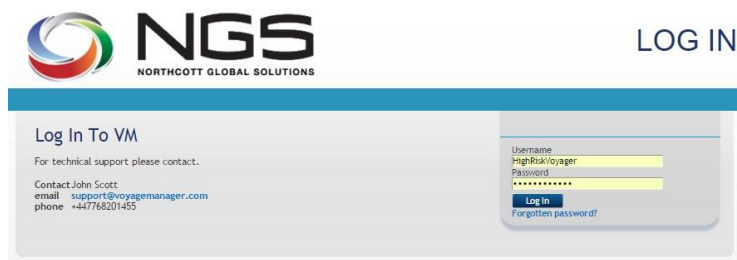 NGS
NORTHCOTT GLOBAL SOLUTIONS
LOG IN
Log In To VM
For technical support please contact.
Contact John Scott
email support@voyagemanager.com
phone +447768201455
Username
HighRiskVoyager
Password
••••••••••••
Log In
Forgotten password?